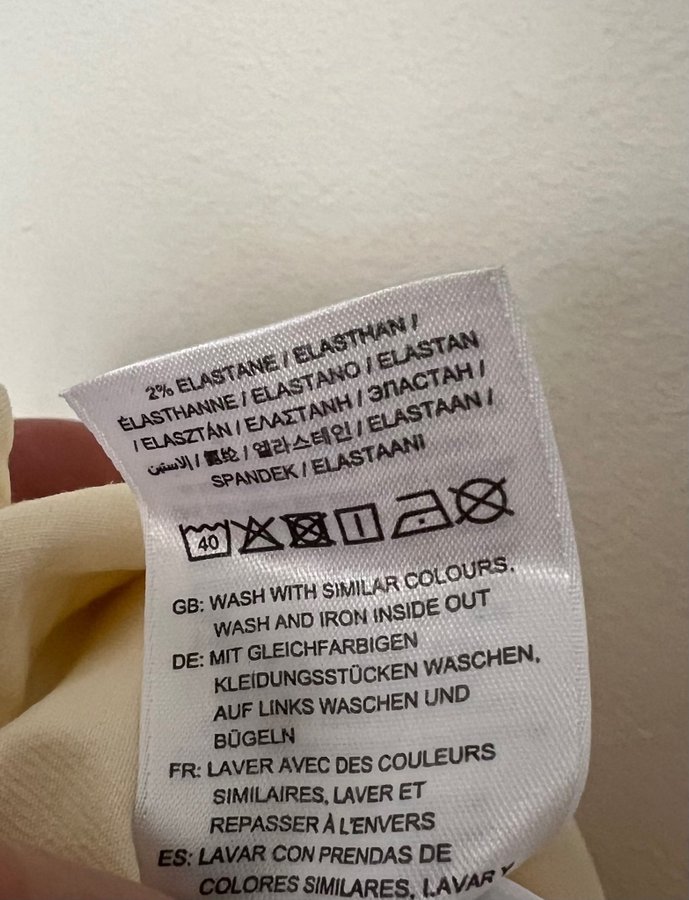 2% ELASTANE / ELASTHAN /
ÉLASTHANNE / ELASTANO / ELASTAN
/ ELASZTÁN / ΕΛΑΣΤΑΝΗ / ЭЛАСТАН /
الاستين / 氨纶 / 엘라스테인 / ELASTAAN /
SPANDEK / ELASTAANI
40
GB: WASH WITH SIMILAR COLOURS.
WASH AND IRON INSIDE OUT
DE: MIT GLEICHFARBIGEN
KLEIDUNGSSTÜCKEN WASCHEN,
AUF LINKS WASCHEN UND
BÜGELN
FR: LAVER AVEC DES COULEURS
SIMILAIRES, LAVER ET
REPASSER À L'ENVERS
ES: LAVAR CON PRENDAS DE
COLORES SIMILARES, LAVAR Y